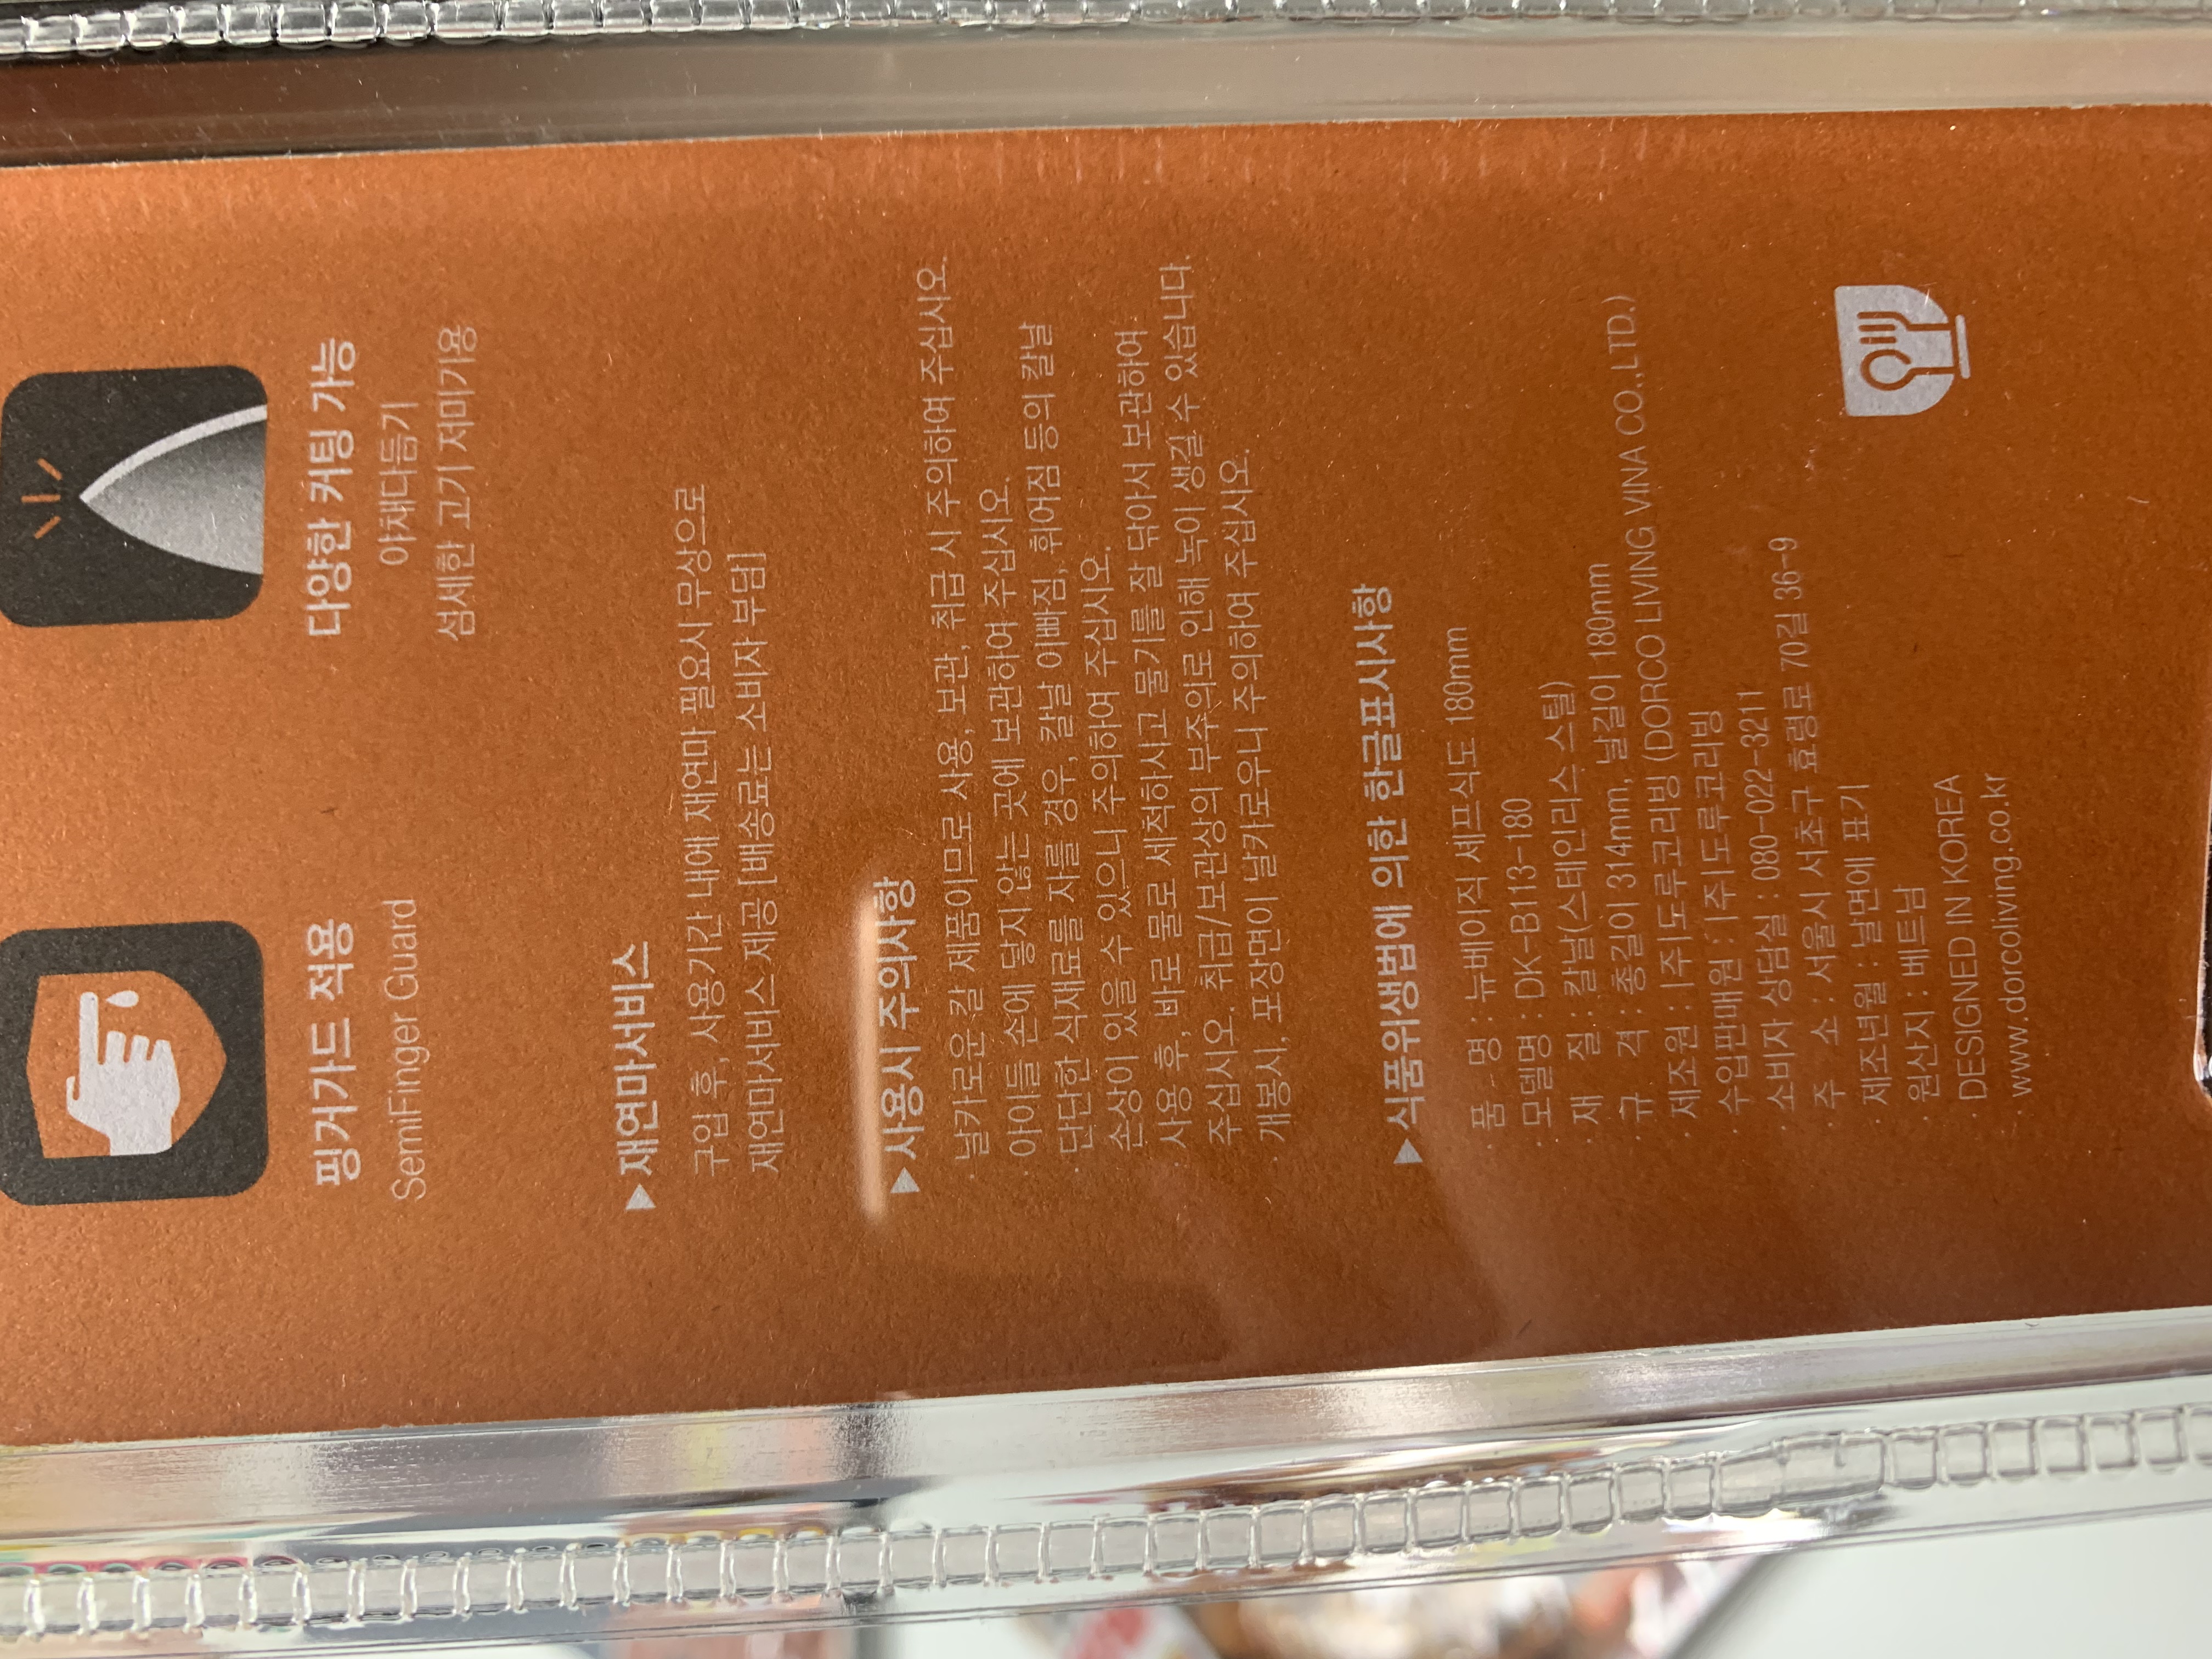 핑거가드 적용
SemiFinger Guard
다양한 커팅 가능
야채다듬기
섬세한 고기 저미기용
▶재연마서비스
구입 후, 사용기간 내에 재연마 필요시 무상으로
재연마서비스 제공 [배송료는 소비자 부담]
▶사용시 주의사항
· 날카로운 칼 제품이므로 사용, 보관, 취급 시 주의하여 주십시오.
· 아이들 손에 닿지 않는 곳에 보관하여 주십시오.
· 단단한 식재료를 자를 경우, 칼날 이빠짐, 휘어짐 등의 칼날
손상이 있을 수 있으니 주의하여 주십시오.
· 사용 후, 바로 물로 세척하시고 물기를 잘 닦아서 보관하여
주십시오. 취급/보관상의 부주의로 인해 녹이 생길 수 있습니다.
· 개봉시, 포장면이 날카로우니 주의하여 주십시오.
▶식품위생법에 의한 한글표시사항
· 품 명 : 뉴베이직 셰프식도 180mm
· 모델명 : DK-B113-180
· 재 질 : 칼날(스테인리스 스틸)
· 규 격 : 총길이 314mm, 날길이 180mm
· 제조원 : |주|도루코리빙 (DORCO LIVING VINA CO.,LTD.)
· 수입판매원 : |주|도루코리빙
· 소비자 상담실 : 080-022-3211
· 주 소 : 서울시 서초구 효령로 70길 36-9
· 제조년월 : 날면에 표기
· 원산지 : 베트남
· DESIGNED IN KOREA
www.dorcoliving.co.kr